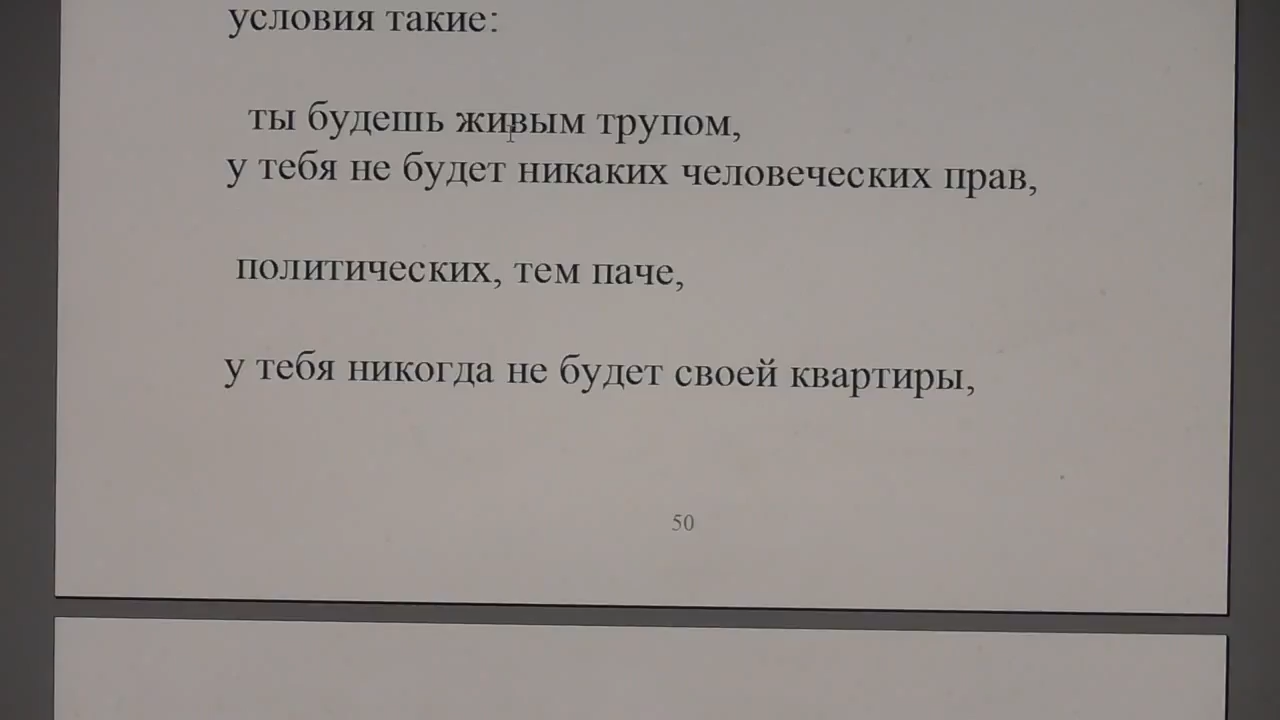 условия такие:
ты будешь живым трупом,
у тебя не будет никаких человеческих прав,
политических, тем паче,
у тебя никогда не будет своей квартиры,
50